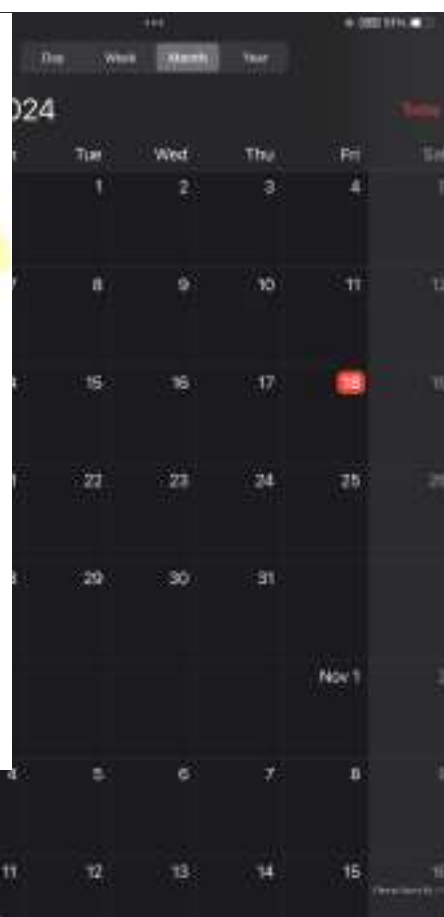 Day Week Month Year
024
Today
Tue Wed Thu Fri
1 2 3 4
8 9 10 11
15 16 17 18
22 23 24 25
29 30 31
Nov 1
4 5 6 7 8
11 12 13 14 15